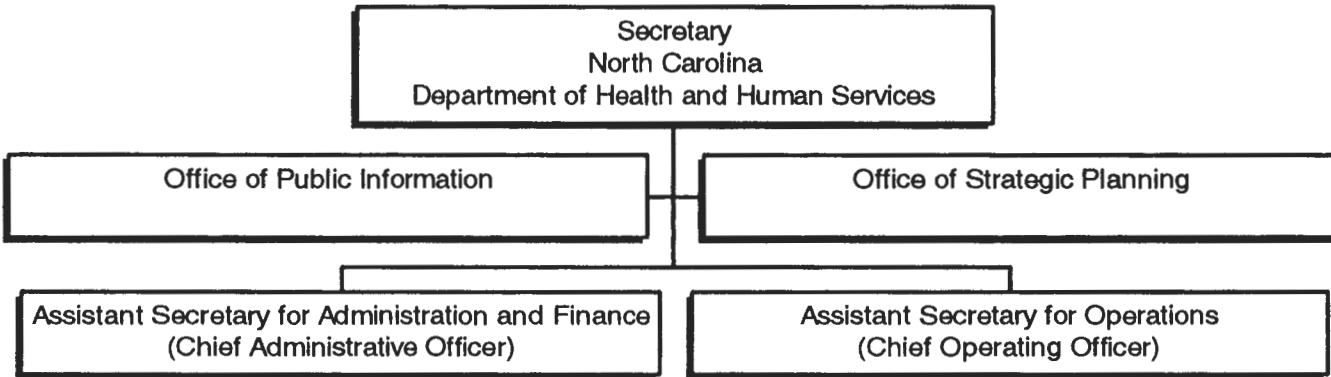 Secretary
North Carolina
Department of Health and Human Services
Office of Public Information
Office of Strategic Planning
Assistant Secretary for Administration and Finance
(Chief Administrative Officer)
Assistant Secretary for Operations
(Chief Operating Officer)